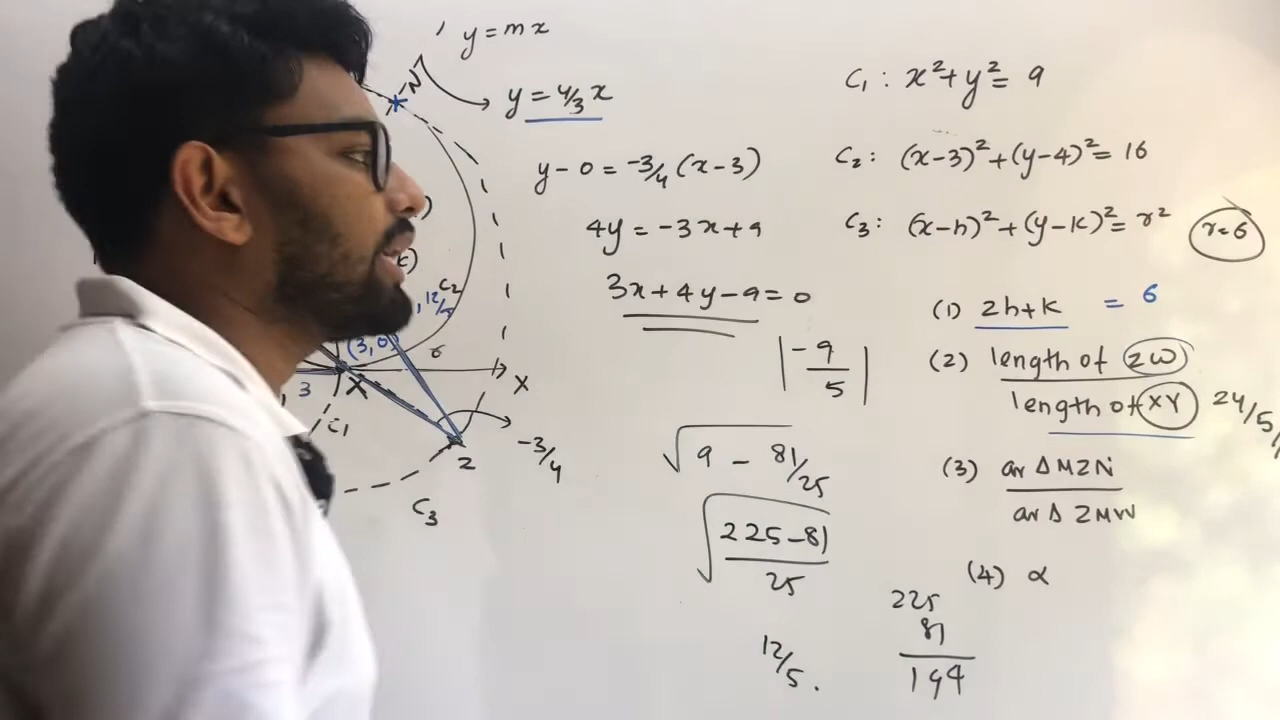 y = mx
N
y = 4/3 x
y - 0 = -3/4 (x-3)
4y = -3x+9
3x+4y-9=0
|-9/5|
√9 - 81/25
√225-81/25
12/5.
C₁ : x²+y²= 9
C₂ : (x-3)²+(y-4)²= 16
C₃ : (x-h)²+(y-k)²= r²
r=6
(1) 2h+k = 6
(2) length of ZW
length of XY
24/5
(3) ar Δ MZN
ar Δ ZMW
(4) α
225
81
144
C₂
, 12/5
(3,0)
6
X
3
X
C₁
Z
-3/4
C₃